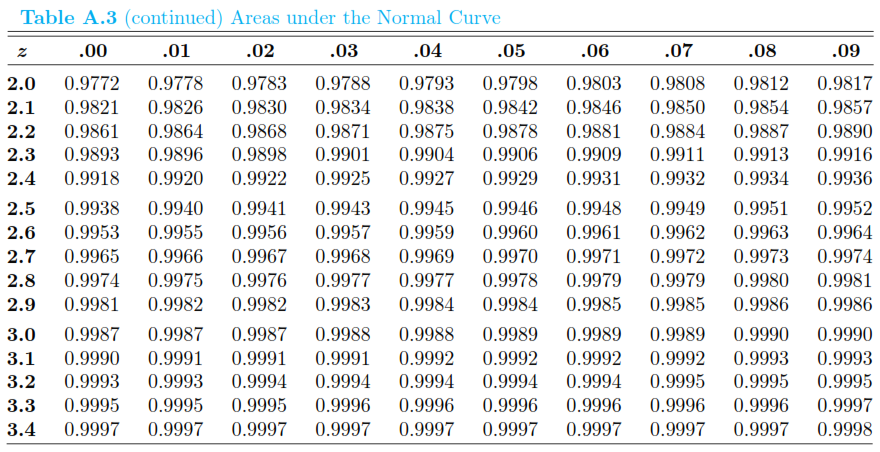 Table A.3 (continued) Areas under the Normal Curve
z .00 .01 .02 .03 .04 .05 .06 .07 .08 .09
2.0 0.9772 0.9778 0.9783 0.9788 0.9793 0.9798 0.9803 0.9808 0.9812 0.9817
2.1 0.9821 0.9826 0.9830 0.9834 0.9838 0.9842 0.9846 0.9850 0.9854 0.9857
2.2 0.9861 0.9864 0.9868 0.9871 0.9875 0.9878 0.9881 0.9884 0.9887 0.9890
2.3 0.9893 0.9896 0.9898 0.9901 0.9904 0.9906 0.9909 0.9911 0.9913 0.9916
2.4 0.9918 0.9920 0.9922 0.9925 0.9927 0.9929 0.9931 0.9932 0.9934 0.9936
2.5 0.9938 0.9940 0.9941 0.9943 0.9945 0.9946 0.9948 0.9949 0.9951 0.9952
2.6 0.9953 0.9955 0.9956 0.9957 0.9959 0.9960 0.9961 0.9962 0.9963 0.9964
2.7 0.9965 0.9966 0.9967 0.9968 0.9969 0.9970 0.9971 0.9972 0.9973 0.9974
2.8 0.9974 0.9975 0.9976 0.9977 0.9977 0.9978 0.9979 0.9979 0.9980 0.9981
2.9 0.9981 0.9982 0.9982 0.9983 0.9984 0.9984 0.9985 0.9985 0.9986 0.9986
3.0 0.9987 0.9987 0.9987 0.9988 0.9988 0.9989 0.9989 0.9989 0.9990 0.9990
3.1 0.9990 0.9991 0.9991 0.9991 0.9992 0.9992 0.9992 0.9992 0.9993 0.9993
3.2 0.9993 0.9993 0.9994 0.9994 0.9994 0.9994 0.9994 0.9995 0.9995 0.9995
3.3 0.9995 0.9995 0.9995 0.9996 0.9996 0.9996 0.9996 0.9996 0.9996 0.9997
3.4 0.9997 0.9997 0.9997 0.9997 0.9997 0.9997 0.9997 0.9997 0.9997 0.9998